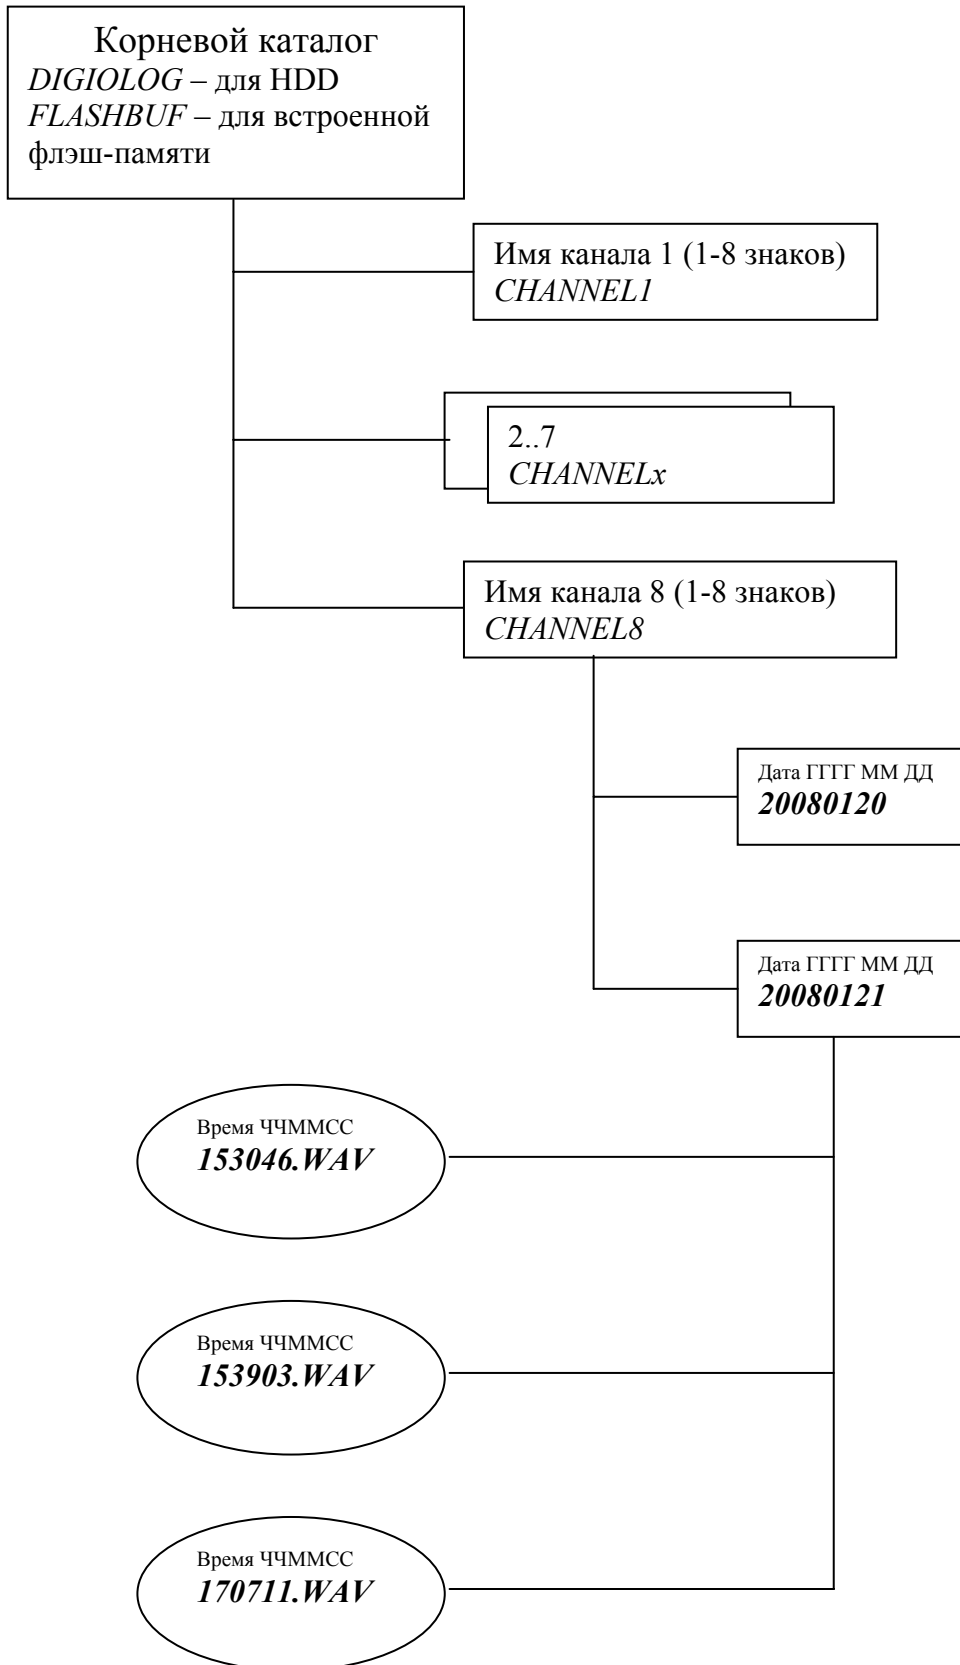 Корневой каталог
DIGIOLOG – для HDD
FLASHBUF – для встроенной
флэш-памяти
Имя канала 1 (1-8 знаков)
CHANNEL1
2..7
CHANNELx
Имя канала 8 (1-8 знаков)
CHANNEL8
Дата ГГГГ ММ ДД
20080120
Дата ГГГГ ММ ДД
20080121
Время ЧЧММСС
153046.WAV
Время ЧЧММСС
153903.WAV
Время ЧЧММСС
170711.WAV